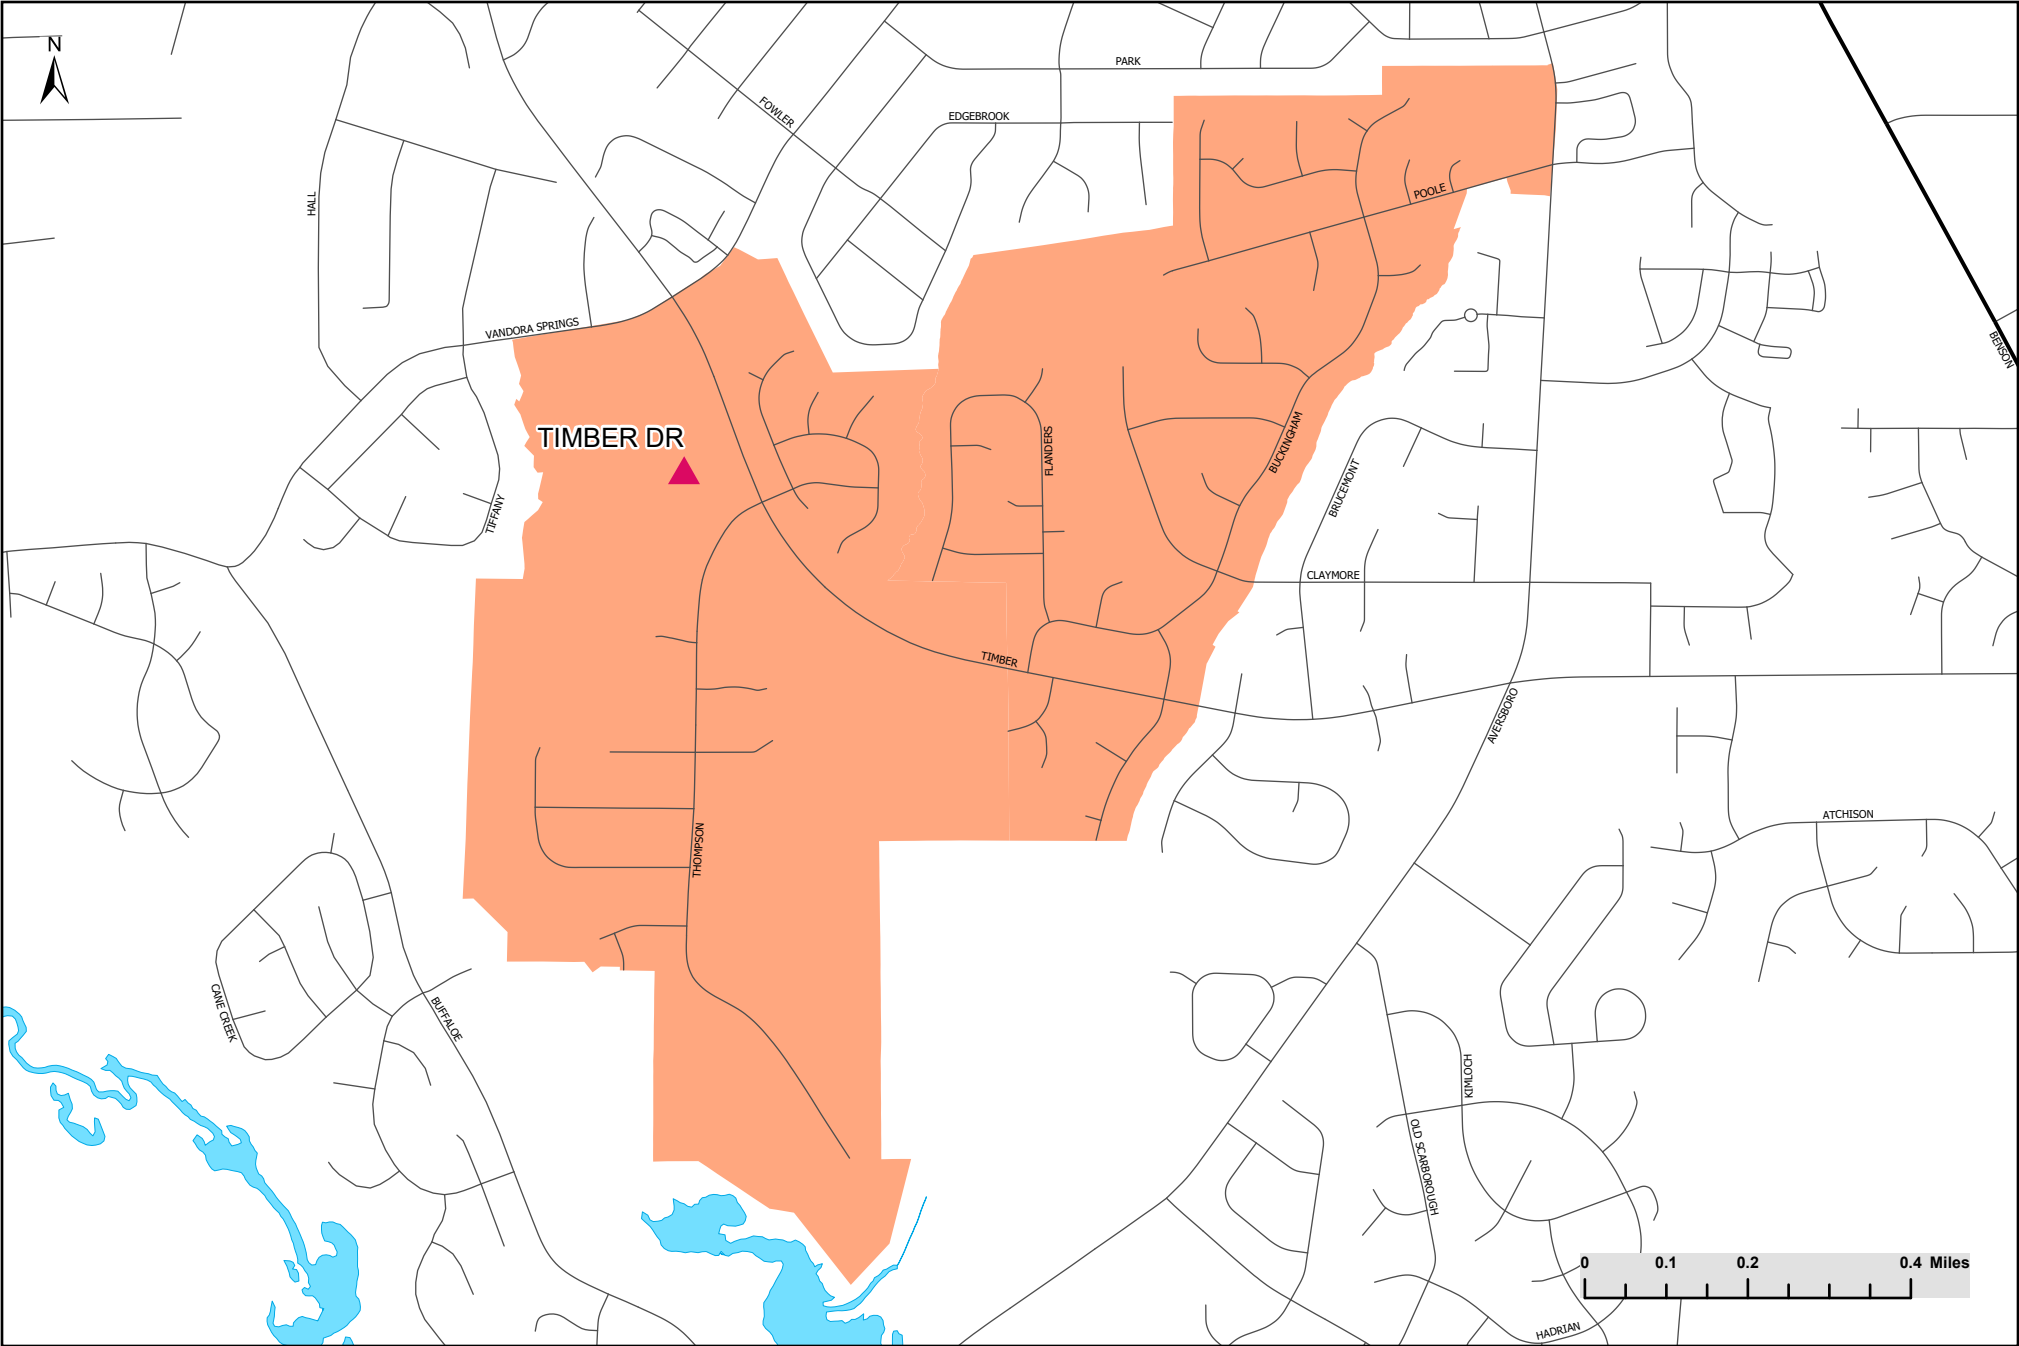 N
PARK
FOWLER
EDGEBROOK
HALL
POOLE
VANDORA SPRINGS
BENSON
TIMBER DR
FLANDERS
BUCKINGHAM
BRUCEMONT
TIFFANY
CLAYMORE
TIMBER
AVERSBORO
THOMPSON
ATCHISON
CANE CREEK
BUFFALOE
KIMLOCH
OLD SCARBOROUGH
0 0.1 0.2 0.4 Miles
HADRIAN